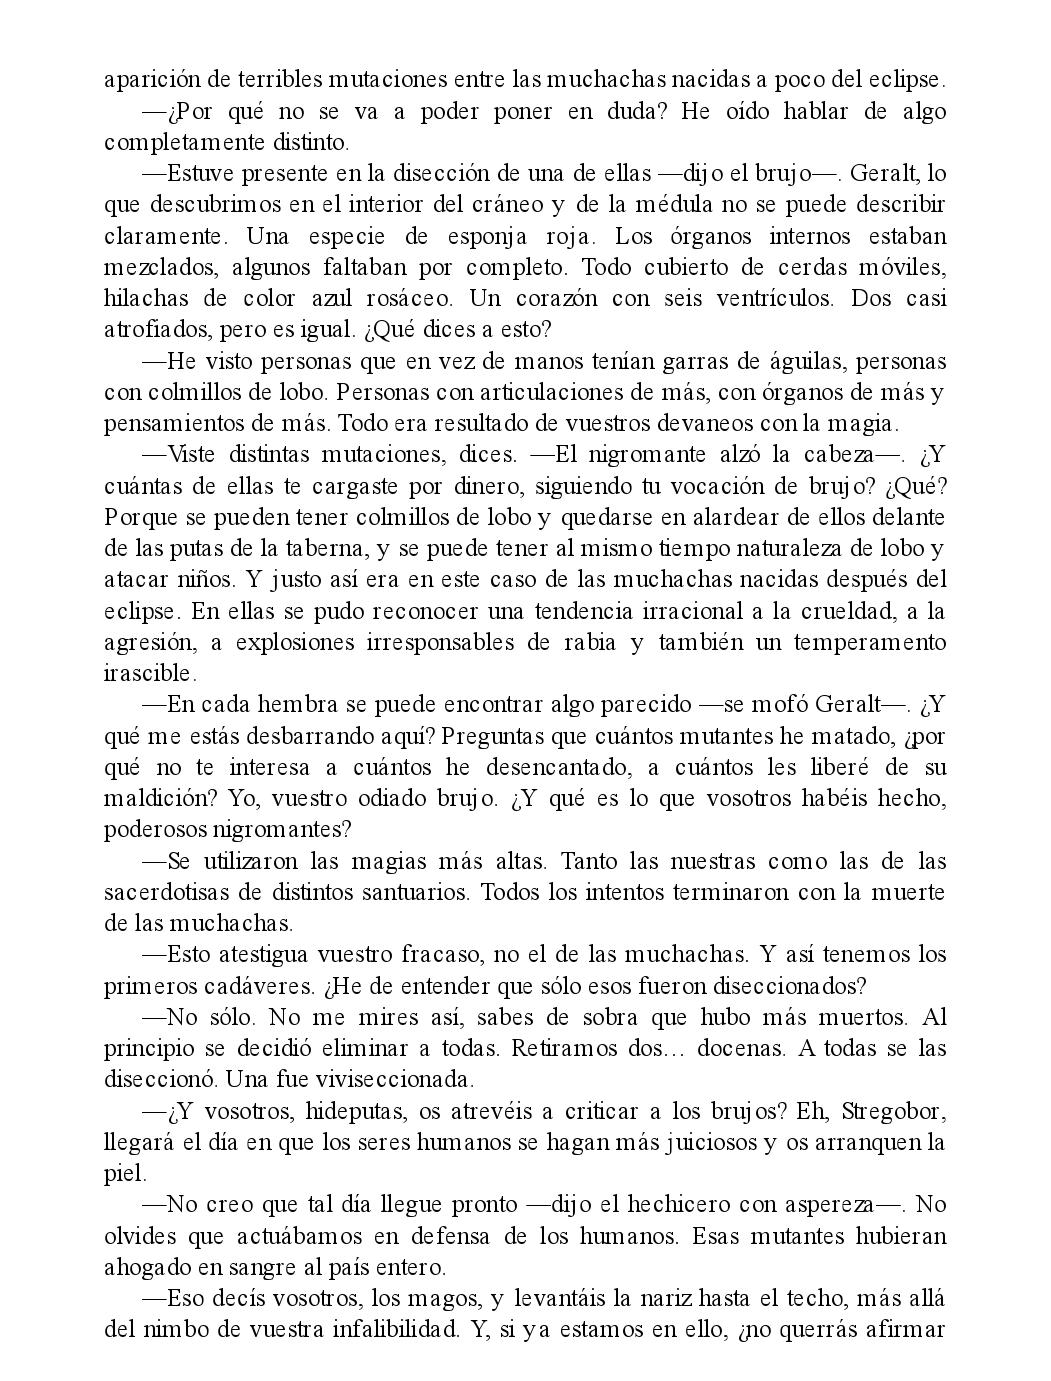 aparición de terribles mutaciones entre las muchachas nacidas a poco del eclipse.
—¿Por qué no se va a poder poner en duda? He oído hablar de algo
completamente distinto.
—Estuve presente en la disección de una de ellas —dijo el brujo—. Geralt, lo
que descubrimos en el interior del cráneo y de la médula no se puede describir
claramente. Una especie de esponja roja. Los órganos internos estaban
mezclados, algunos faltaban por completo. Todo cubierto de cerdas móviles,
hilachas de color azul rosáceo. Un corazón con seis ventrículos. Dos casi
atrofiados, pero es igual. ¿Qué dices a esto?
—He visto personas que en vez de manos tenían garras de águilas, personas
con colmillos de lobo. Personas con articulaciones de más, con órganos de más y
pensamientos de más. Todo era resultado de vuestros devaneos con la magia.
—Viste distintas mutaciones, dices. —El nigromante alzó la cabeza—. ¿Y
cuántas de ellas te cargaste por dinero, siguiendo tu vocación de brujo? ¿Qué?
Porque se pueden tener colmillos de lobo y quedarse en alardear de ellos delante
de las putas de la taberna, y se puede tener al mismo tiempo naturaleza de lobo y
atacar niños. Y justo así era en este caso de las muchachas nacidas después del
eclipse. En ellas se pudo reconocer una tendencia irracional a la crueldad, a la
agresión, a explosiones irresponsables de rabia y también un temperamento
irascible.
—En cada hembra se puede encontrar algo parecido —se mofó Geralt—. ¿Y
qué me estás desbarrando aquí? Preguntas que cuántos mutantes he matado, ¿por
qué no te interesa a cuántos he desencantado, a cuántos les liberé de su
maldición? Yo, vuestro odiado brujo. ¿Y qué es lo que vosotros habéis hecho,
poderosos nigromantes?
—Se utilizaron las magias más altas. Tanto las nuestras como las de las
sacerdotisas de distintos santuarios. Todos los intentos terminaron con la muerte
de las muchachas.
—Esto atestigua vuestro fracaso, no el de las muchachas. Y así tenemos los
primeros cadáveres. ¿He de entender que sólo esos fueron diseccionados?
—No sólo. No me mires así, sabes de sobra que hubo más muertos. Al
principio se decidió eliminar a todas. Retiramos dos… docenas. A todas se las
diseccionó. Una fue viviseccionada.
—¿Y vosotros, hideputas, os atrevéis a criticar a los brujos? Eh, Stregobor,
llegará el día en que los seres humanos se hagan más juiciosos y os arranquen la
piel.
—No creo que tal día llegue pronto —dijo el hechicero con aspereza—. No
olvides que actuábamos en defensa de los humanos. Esas mutantes hubieran
ahogado en sangre al país entero.
—Eso decís vosotros, los magos, y levantáis la nariz hasta el techo, más allá
del nimbo de vuestra infalibilidad. Y, si ya estamos en ello, ¿no querrás afirmar